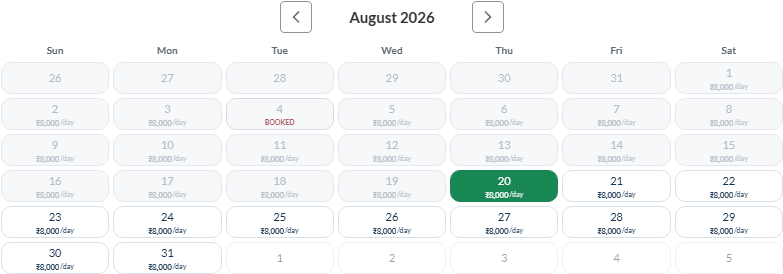 August 2026
Sun Mon Tue Wed Thu Fri Sat
26 27 28 29 30 31 1
₹8,000/day
2 3 4 5 6 7 8
₹8,000/day ₹8,000/day BOOKED ₹8,000/day ₹8,000/day ₹8,000/day ₹8,000/day
9 10 11 12 13 14 15
₹8,000/day ₹8,000/day ₹8,000/day ₹8,000/day ₹8,000/day ₹8,000/day ₹8,000/day
16 17 18 19 20 21 22
₹8,000/day ₹8,000/day ₹8,000/day ₹8,000/day ₹8,000/day ₹8,000/day ₹8,000/day
23 24 25 26 27 28 29
₹8,000/day ₹8,000/day ₹8,000/day ₹8,000/day ₹8,000/day ₹8,000/day ₹8,000/day
30 31 1 2 3 4 5
₹8,000/day ₹8,000/day